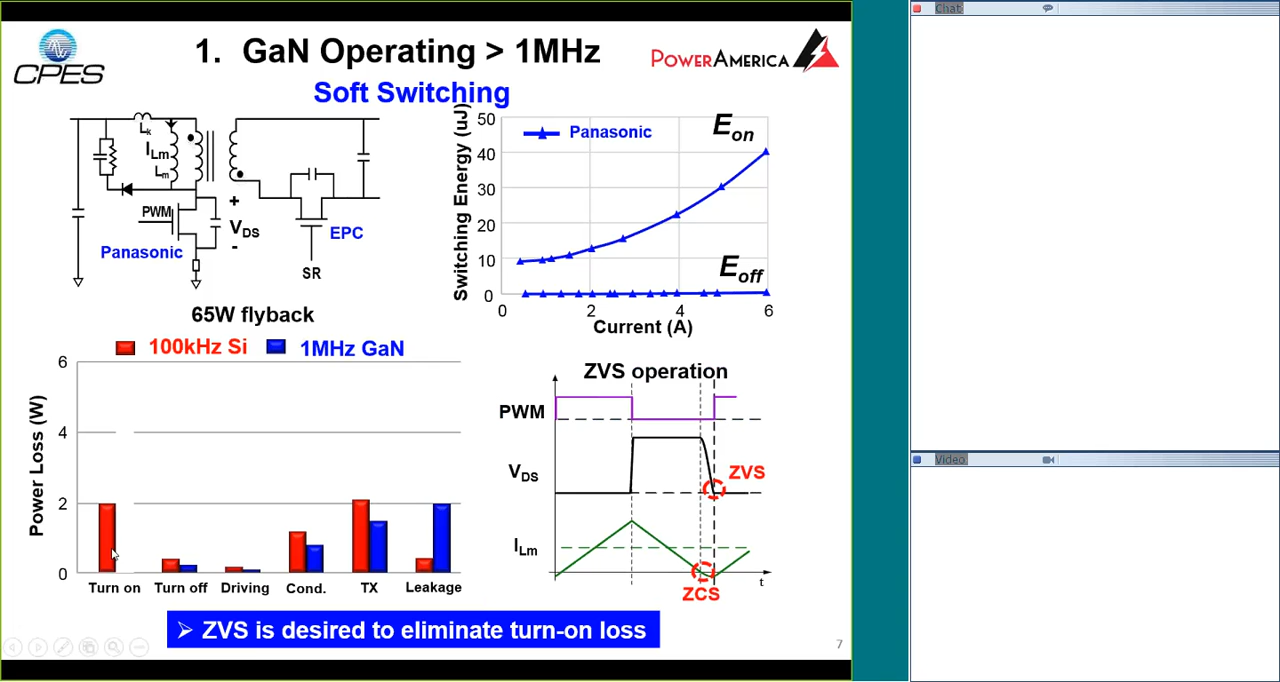 CPES
1. GaN Operating > 1MHz
POWERAMERICA
Soft Switching
Lk
ILm
Lm
PWM
+
VDS
-
Panasonic
EPC
SR
65W flyback
Switching Energy (uJ)
50
40
30
20
10
0
Panasonic
Eon
Eoff
0
2
4
6
Current (A)
100kHz Si
1MHz GaN
Power Loss (W)
6
4
2
0
Turn on
Turn off
Driving
Cond.
TX
Leakage
ZVS operation
PWM
VDS
ZVS
ILm
t
ZCS
➢ ZVS is desired to eliminate turn-on loss
7
Chat
Video